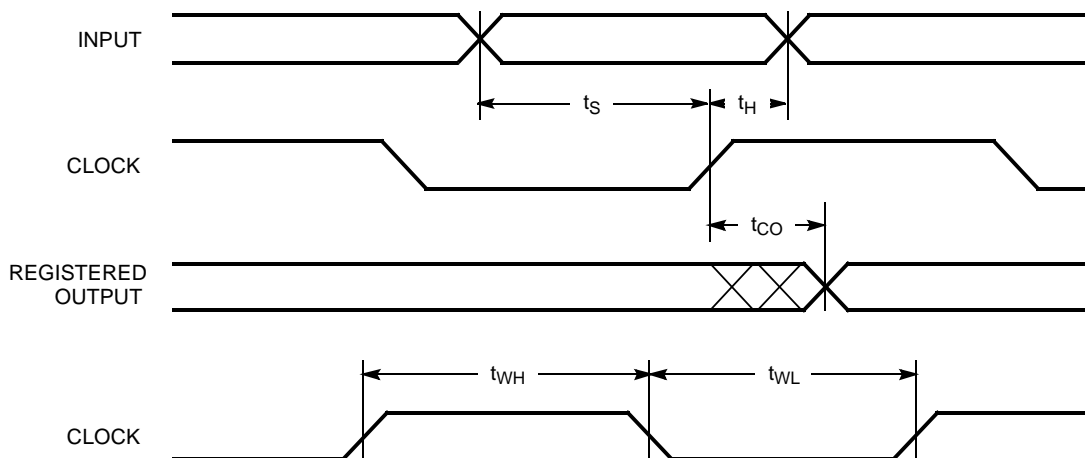 INPUT
tS
tH
CLOCK
tCO
REGISTERED
OUTPUT
tWH
tWL
CLOCK